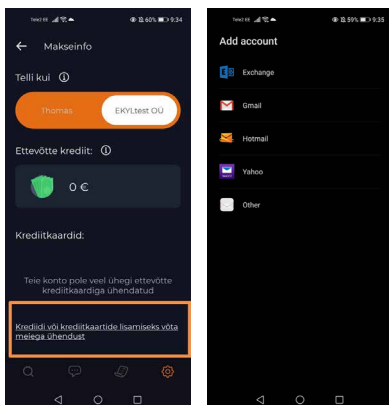 Tele2 EE 60% 9:34
Makseinfo
Telli kui
Thomas EKYLtest OÜ
Ettevõtte krediit:
0 €
Krediitkaardid:
Teie konto pole veel ühegi ettevõtte
krediitkaardiga ühendatud
Krediidi või krediitkaartide lisamiseks võta
meiega ühendust
Tele2 EE 59% 9:35
Add account
Exchange
Gmail
Hotmail
Yahoo
Other